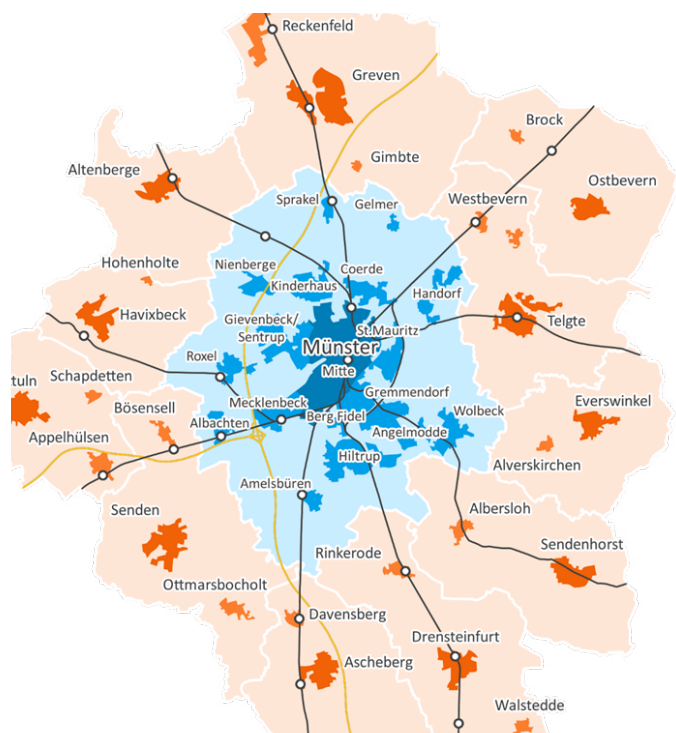 Reckenfeld
Greven
Brock
Gimbte
Altenberge
Ostbevern
Sprakel
Gelmer
Westbevern
Hohenholte
Nienberge
Coerde
Kinderhaus
Handorf
Havixbeck
Gievenbeck/
Sentrup
St.Mauritz
Telgte
Münster
Roxel
Mitte
Schapdetten
tuln
Gremmendorf
Mecklenbeck
Bösensell
Everswinkel
Wolbeck
Berg Fidel
Albachten
Angelmodde
Appelhülsen
Hiltrup
Alverskirchen
Amelsbüren
Senden
Albersloh
Rinkerode
Sendenhorst
Ottmarsbocholt
Davensberg
Drensteinfurt
Ascheberg
Walstedde